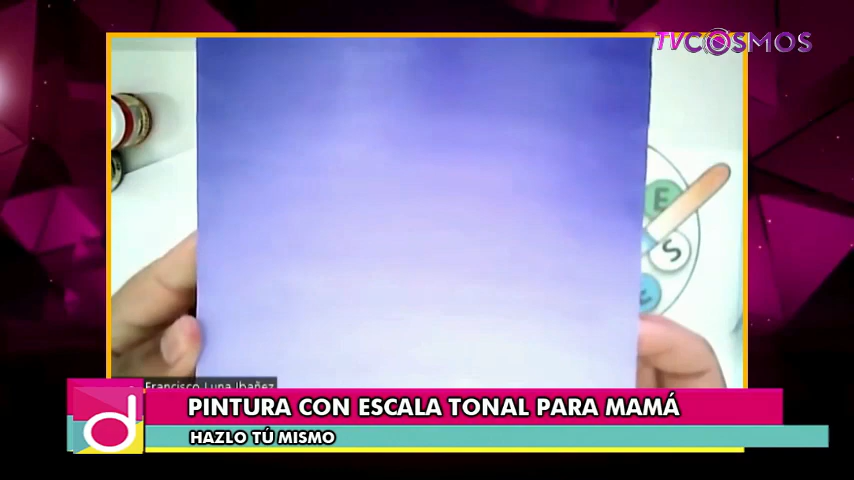 TVCOSMOS
E
S
E
Francisco Luna Ibañez
PINTURA CON ESCALA TONAL PARA MAMÁ
d
HAZLO TÚ MISMO